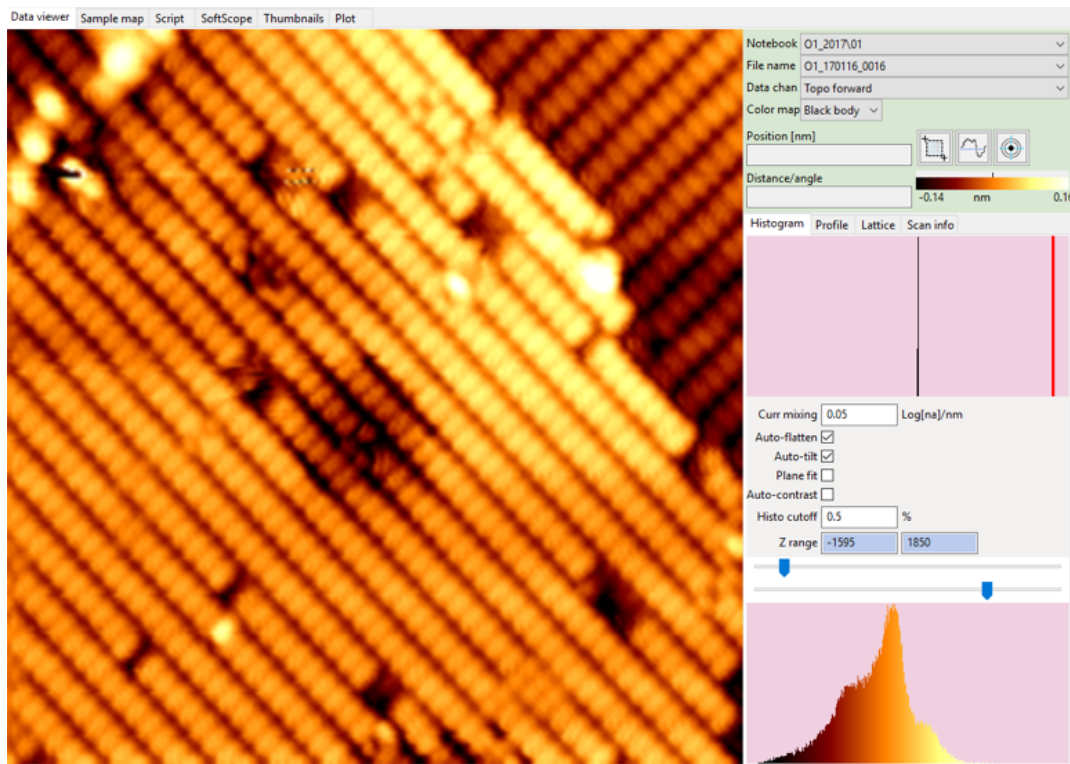 Data viewer Sample map Script SoftScope Thumbnails Plot
Notebook O1_2017\01
File name O1_170116_0016
Data chan Topo forward
Color map Black body
Position [nm]
Distance/angle
-0.14 nm 0.16
Histogram Profile Lattice Scan info
Curr mixing 0.05 Log[na]/nm
Auto-flatten
Auto-tilt
Plane fit
Auto-contrast
Histo cutoff 0.5 %
Z range -1595 1850